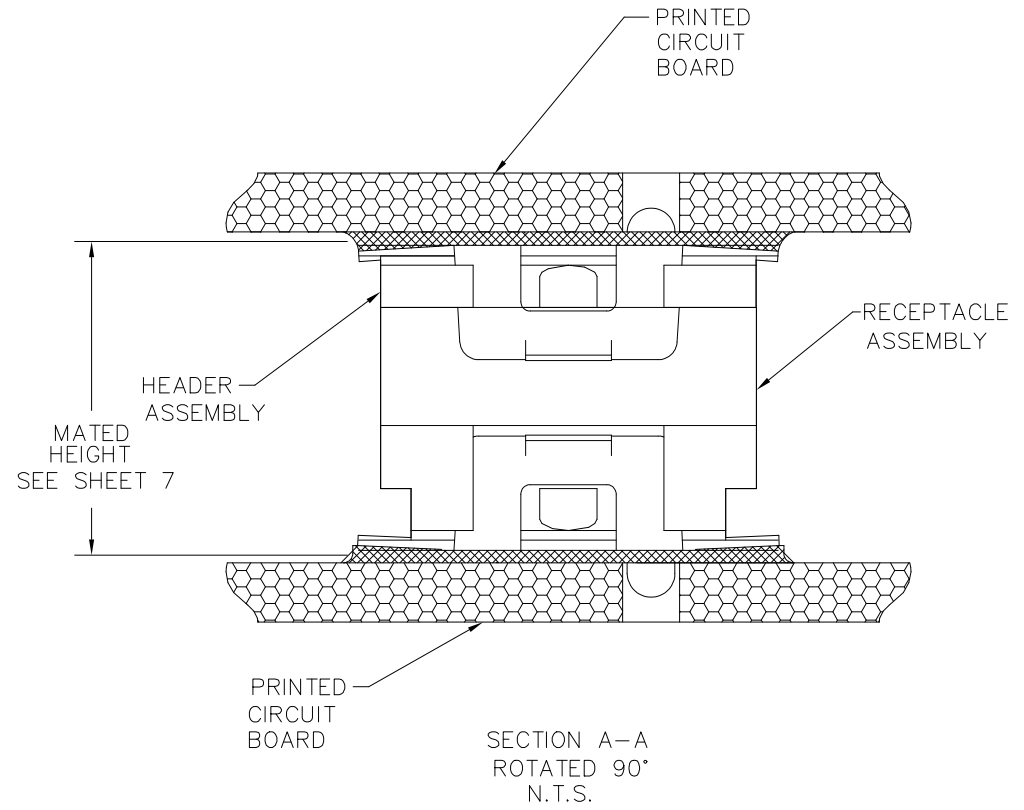 PRINTED
CIRCUIT
BOARD
RECEPTACLE
ASSEMBLY
HEADER
ASSEMBLY
MATED
HEIGHT
SEE SHEET 7
PRINTED
CIRCUIT
BOARD
SECTION A-A
ROTATED 90°
N.T.S.